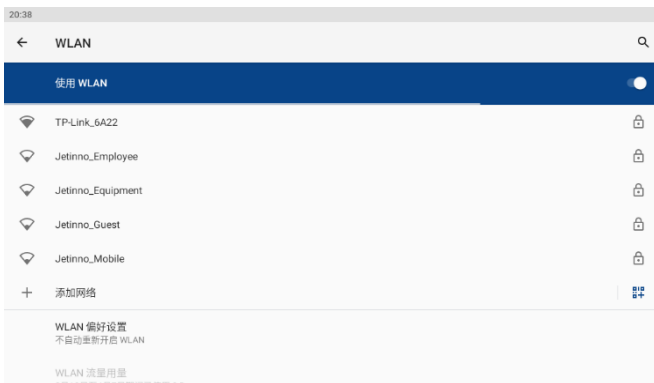 20:38
WLAN
使用 WLAN
TP-Link_6A22
Jetinno_Employee
Jetinno_Equipment
Jetinno_Guest
Jetinno_Mobile
添加网络
WLAN 偏好设置
不自动重新开启 WLAN
WLAN 流量用量